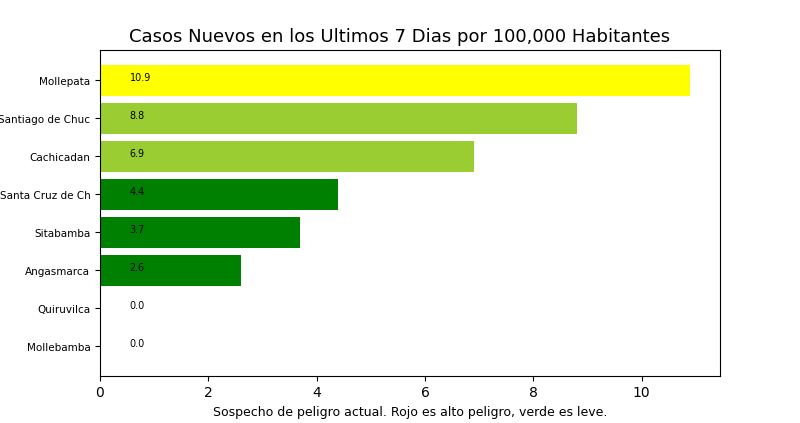 Casos Nuevos en los Ultimos 7 Dias por 100,000 Habitantes
Mollepata 10.9
Santiago de Chuc 8.8
Cachicadan 6.9
Santa Cruz de Ch 4.4
Sitabamba 3.7
Angasmarca 2.6
Quiruvilca 0.0
Mollebamba 0.0
0 2 4 6 8 10
Sospecho de peligro actual. Rojo es alto peligro, verde es leve.